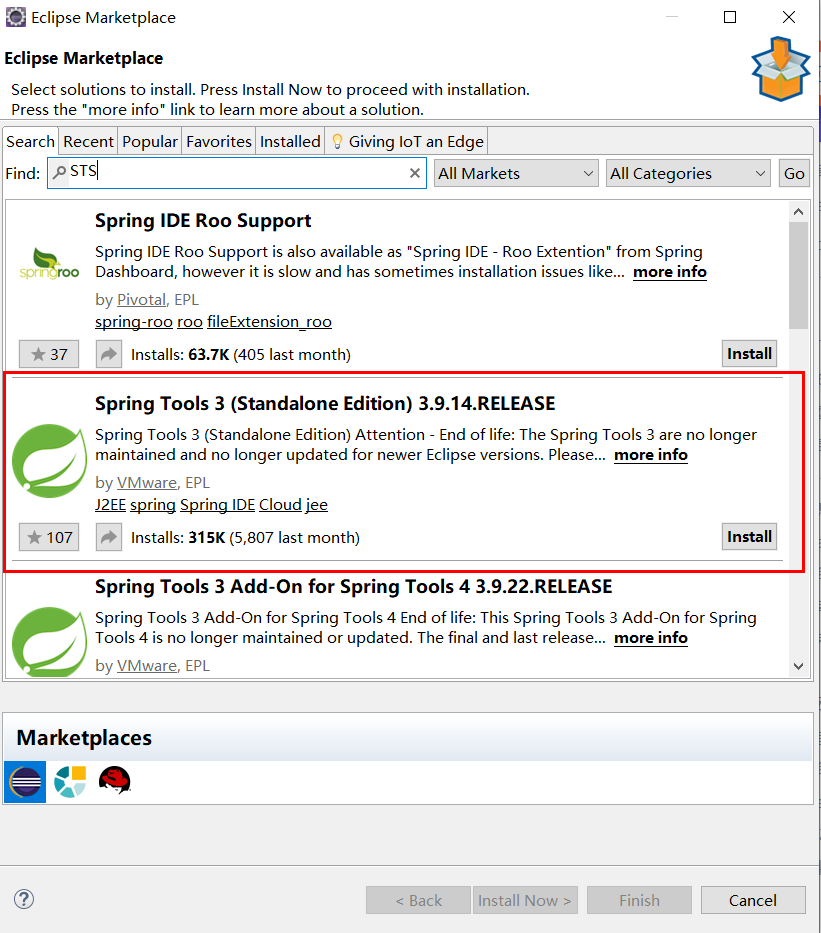 Eclipse Marketplace
Eclipse Marketplace
Select solutions to install. Press Install Now to proceed with installation.
Press the "more info" link to learn more about a solution.
Search Recent Popular Favorites Installed Giving IoT an Edge
Find: STS All Markets All Categories Go
Spring IDE Roo Support
Spring IDE Roo Support is also available as "Spring IDE - Roo Extention" from Spring
Dashboard, however it is slow and has sometimes installation issues like... more info
springroo
by Pivotal, EPL
spring-roo roo fileExtension_roo
37 Installs: 63.7K (405 last month) Install
Spring Tools 3 (Standalone Edition) 3.9.14.RELEASE
Spring Tools 3 (Standalone Edition) Attention - End of life: The Spring Tools 3 are no longer
maintained and no longer updated for newer Eclipse versions. Please... more info
by VMware, EPL
J2EE spring Spring IDE Cloud jee
107 Installs: 315K (5,807 last month) Install
Spring Tools 3 Add-On for Spring Tools 4 3.9.22.RELEASE
Spring Tools 3 Add-On for Spring Tools 4 End of life: This Spring Tools 3 Add-On for Spring
Tools 4 is no longer maintained or updated. The final and last release... more info
by VMware, EPL
Marketplaces
? < Back Install Now > Finish Cancel